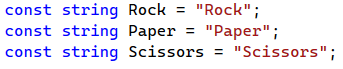 const string Rock = "Rock";
const string Paper = "Paper";
const string Scissors = "Scissors";